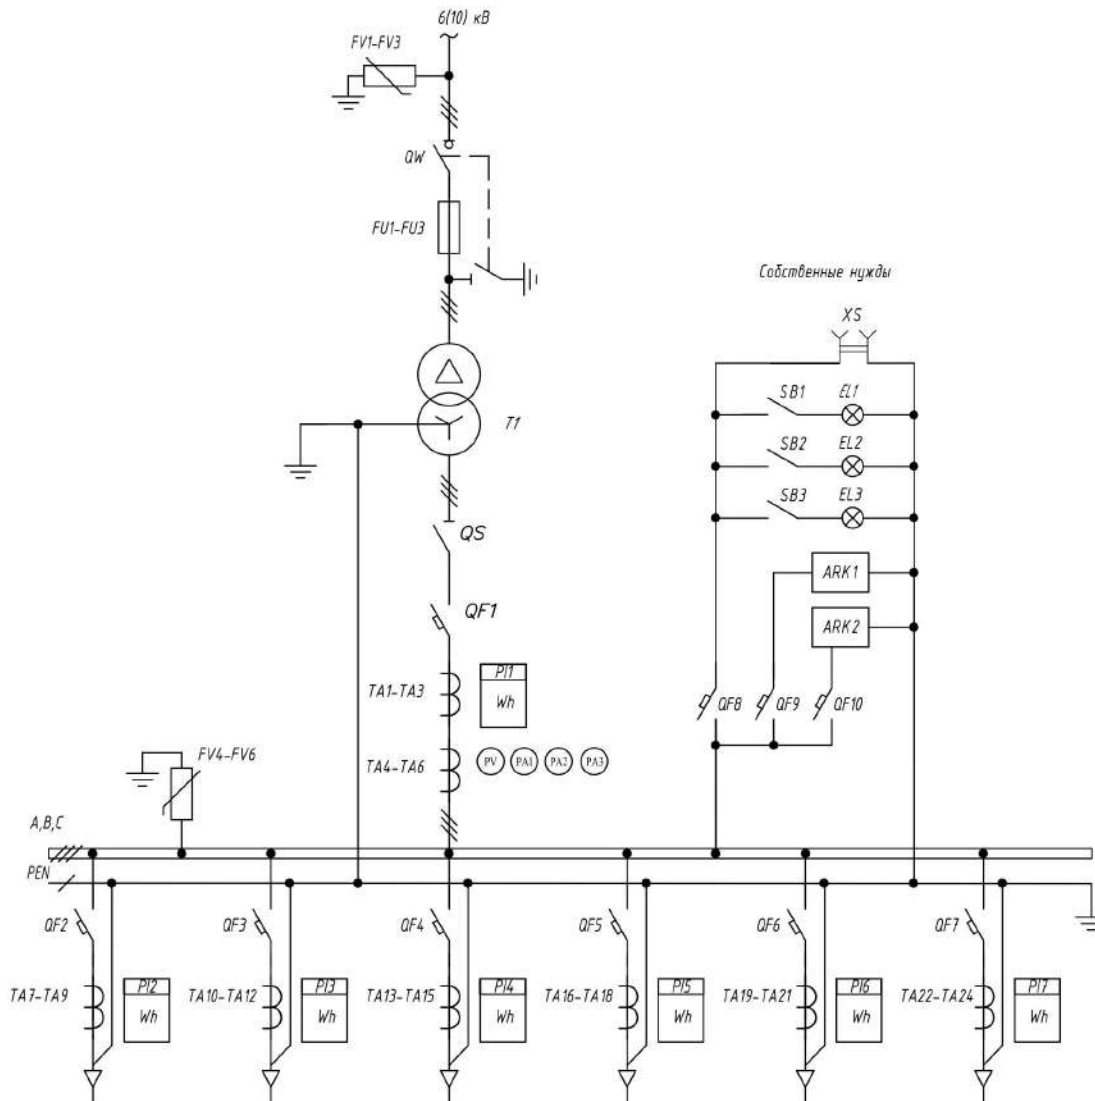 6(10) кВ
FV1-FV3
QW
FU1-FU3
Собственные нужды
XS
SB1
EL1
T1
SB2
EL2
SB3
EL3
QS
ARK1
QF1
ARK2
TA1-TA3
PI1
Wh
QF8
QF9
QF10
FV4-FV6
TA4-TA6
PV
PA1
PA2
PA3
A,B,C
PEN
QF2
QF3
QF4
QF5
QF6
QF7
TA7-TA9
PI2
Wh
TA10-TA12
PI3
Wh
TA13-TA15
PI4
Wh
TA16-TA18
PI5
Wh
TA19-TA21
PI6
Wh
TA22-TA24
PI7
Wh